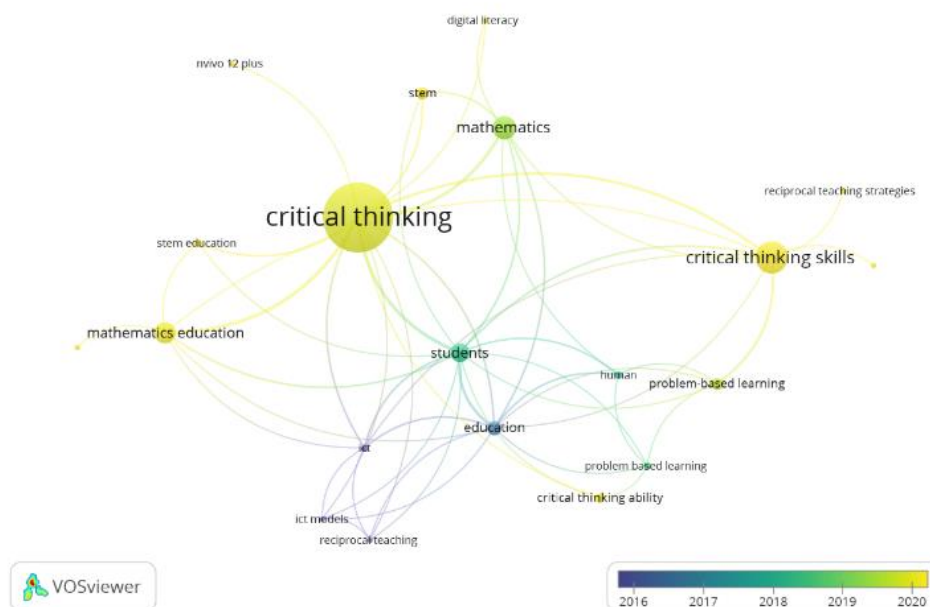 digital literacy
nvivo 12 plus
stem
mathematics
reciprocal teaching strategies
critical thinking
stem education
critical thinking skills
mathematics education
students
human
problem-based learning
education
ict
problem based learning
critical thinking ability
ict models
reciprocal teaching
VOSviewer
2016 2017 2018 2019 2020